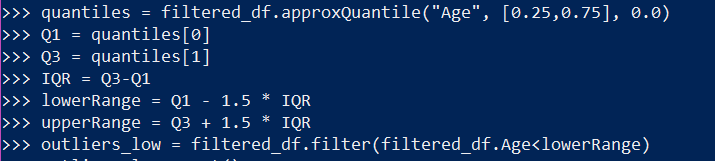 >>> quantiles = filtered_df.approxQuantile("Age", [0.25,0.75], 0.0)
>>> Q1 = quantiles[0]
>>> Q3 = quantiles[1]
>>> IQR = Q3-Q1
>>> lowerRange = Q1 - 1.5 * IQR
>>> upperRange = Q3 + 1.5 * IQR
>>> outliers_low = filtered_df.filter(filtered_df.Age<lowerRange)